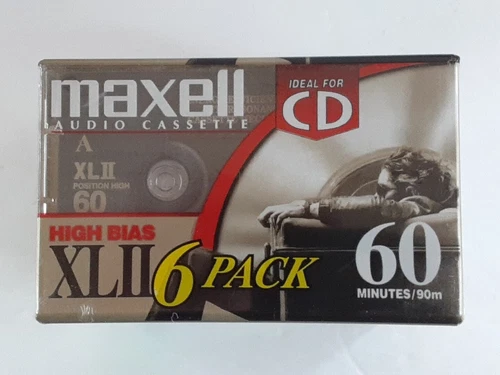 maxell
AUDIO CASSETTE
IDEAL FOR
CD
A
XLII
POSITION HIGH
60
HIGH BIAS
XLII
6 PACK
60
MINUTES/90m